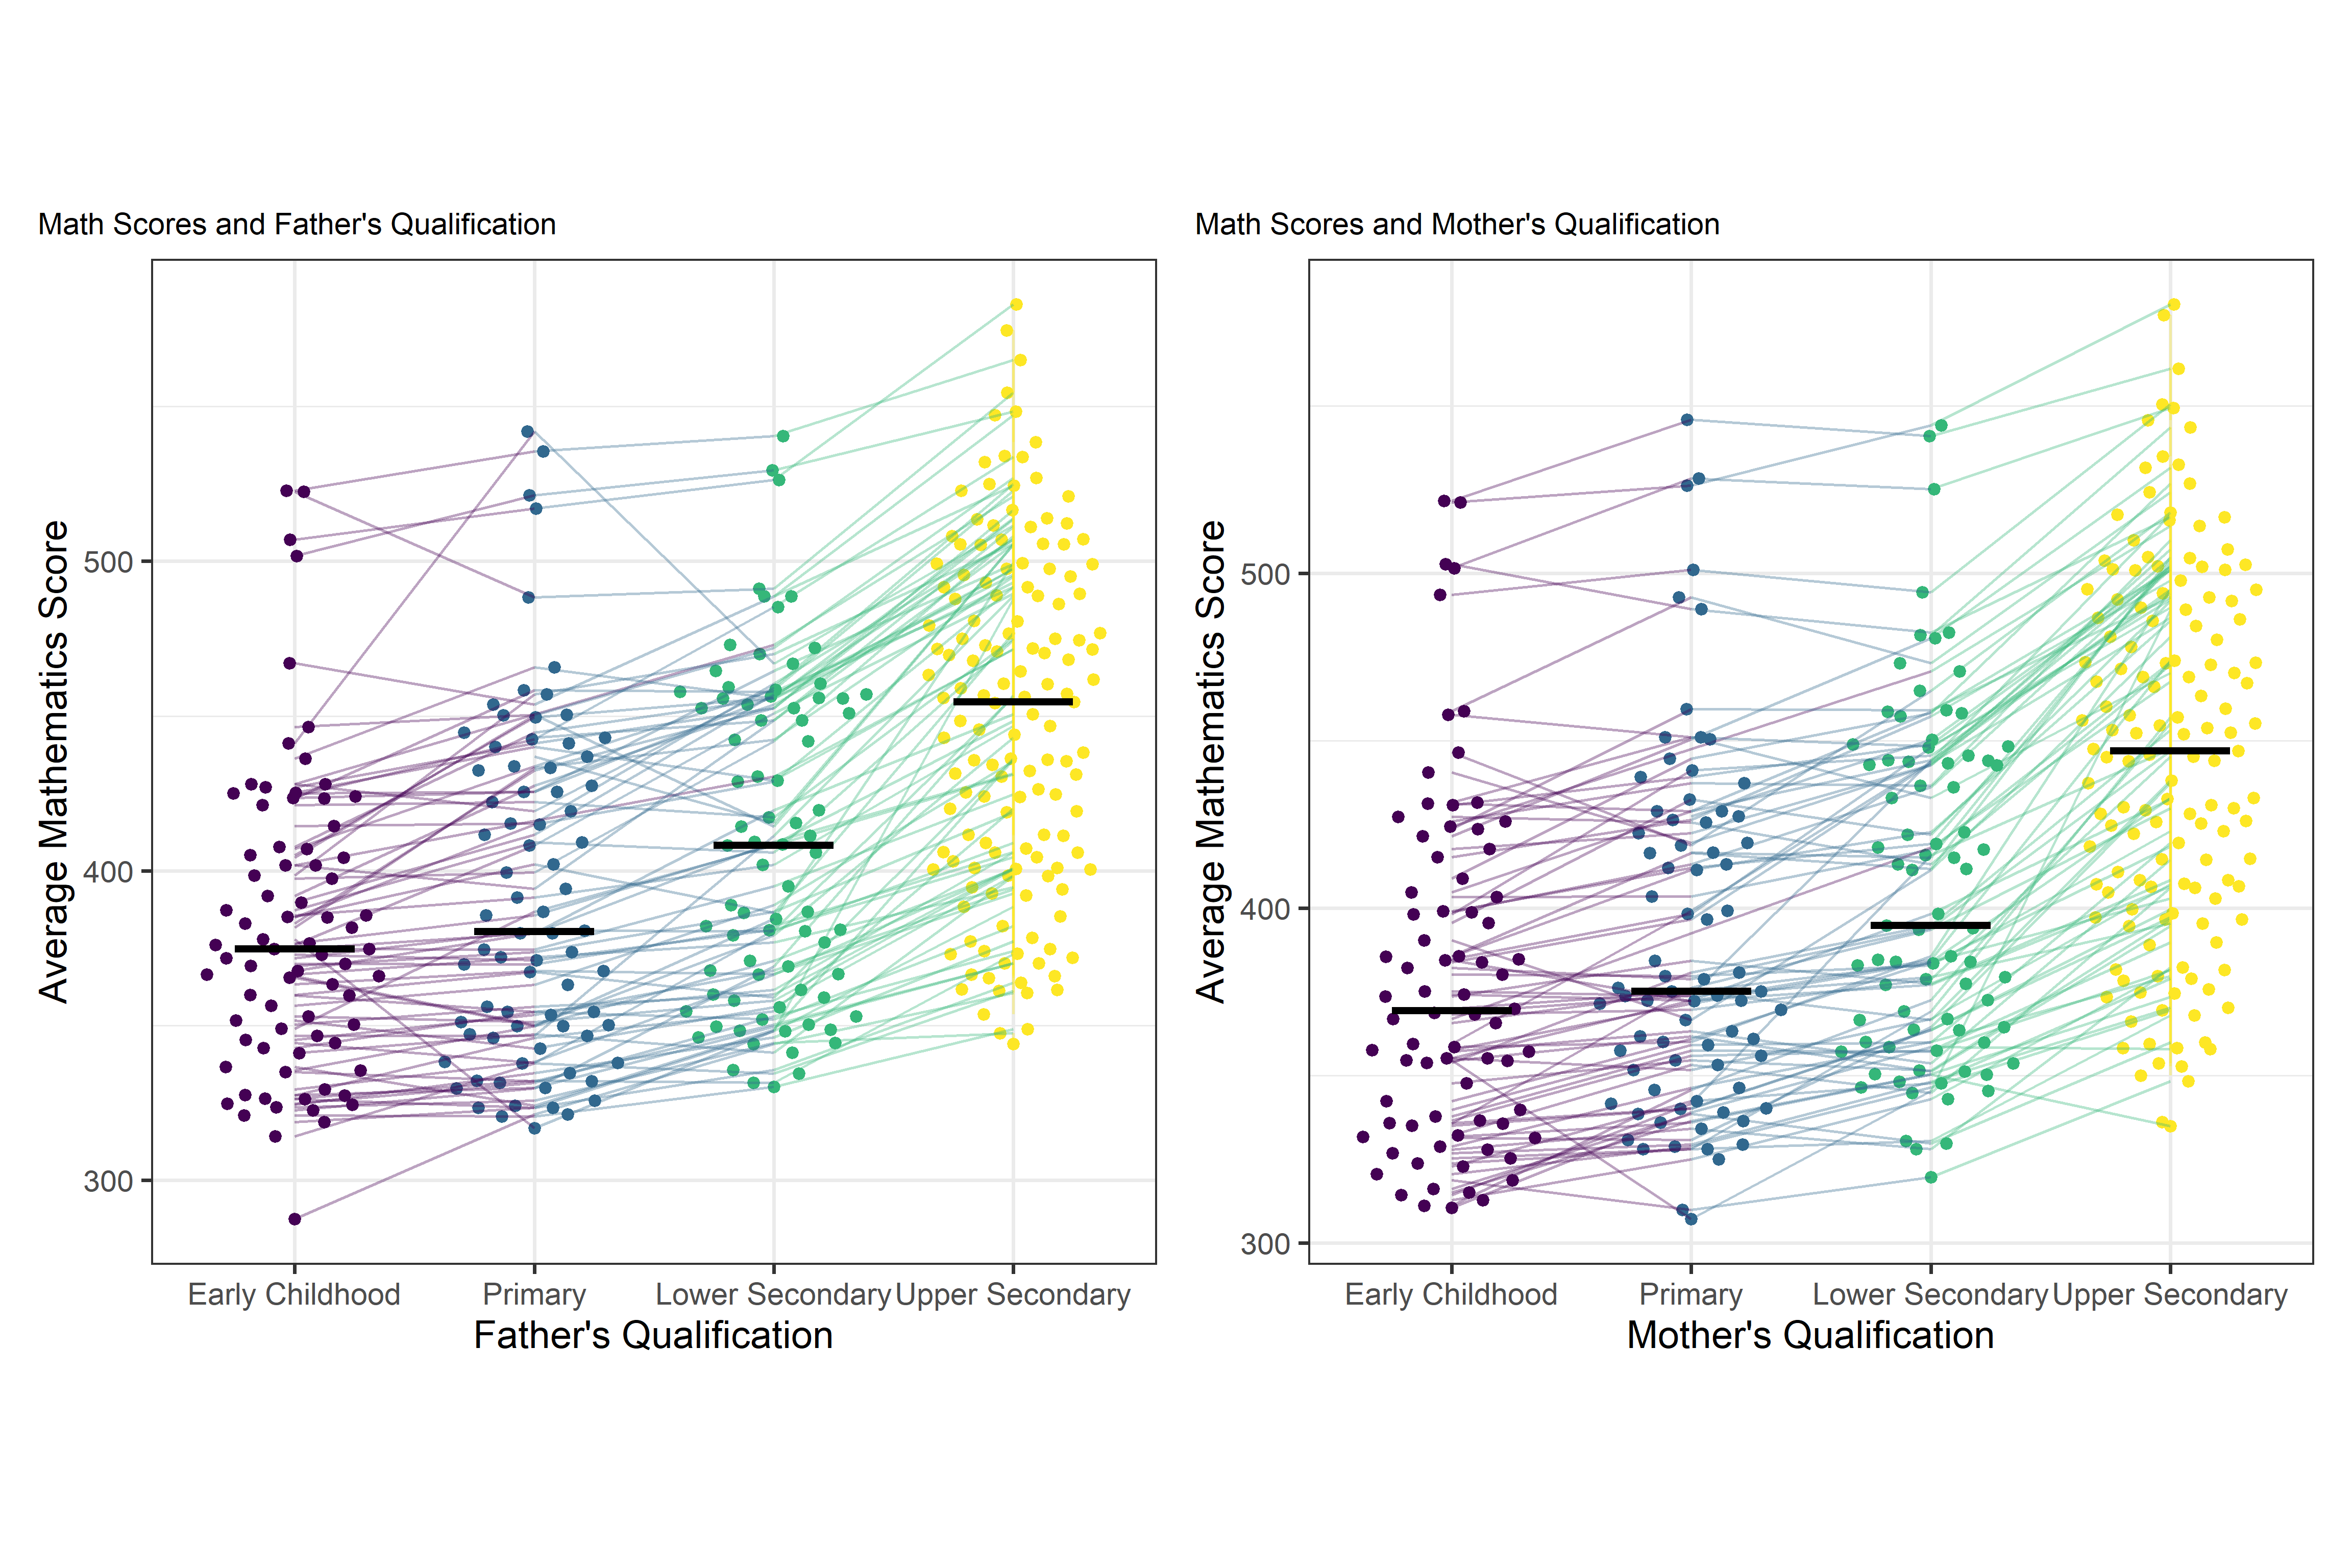 Math Scores and Father's Qualification
Average Mathematics Score
500
400
300
Early Childhood
Primary
Lower Secondary
Upper Secondary
Father's Qualification
Math Scores and Mother's Qualification
Average Mathematics Score
500
400
300
Early Childhood
Primary
Lower Secondary
Upper Secondary
Mother's Qualification